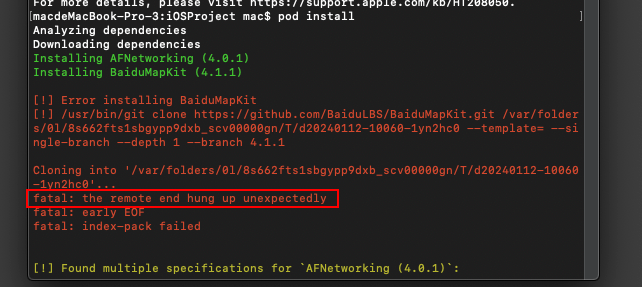 For more details, please visit https://support.apple.com/kb/HT208050.
[macdeMacBook-Pro-3:iOSProject mac$ pod install ]
Analyzing dependencies
Downloading dependencies
Installing AFNetworking (4.0.1)
Installing BaiduMapKit (4.1.1)
[!] Error installing BaiduMapKit
[!] /usr/bin/git clone https://github.com/BaiduLBS/BaiduMapKit.git /var/folder
s/0l/8s662fts1sbgypp9dxb_scv00000gn/T/d20240112-10060-1yn2hc0 --template= --si
ngle-branch --depth 1 --branch 4.1.1
Cloning into '/var/folders/0l/8s662fts1sbgypp9dxb_scv00000gn/T/d20240112-10060
-1yn2hc0'...
fatal: the remote end hung up unexpectedly
fatal: early EOF
fatal: index-pack failed
[!] Found multiple specifications for `AFNetworking (4.0.1)`: